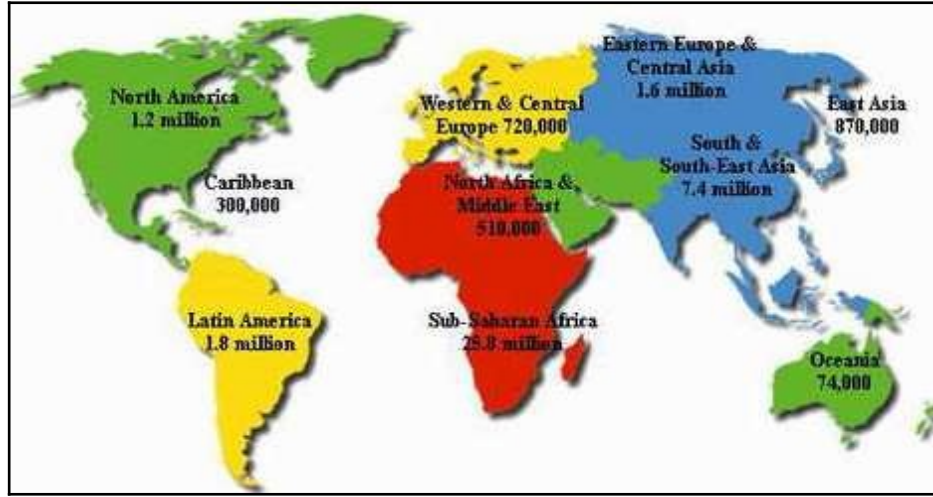 Eastern Europe &
Central Asia
1.6 million
North America
1.2 million
Western & Central
Europe 720,000
East Asia
870,000
South &
South-East Asia
7.4 million
Caribbean
300,000
North Africa &
Middle East
510,000
Latin America
1.8 million
Sub-Saharan Africa
25.8 million
Oceania
74,000